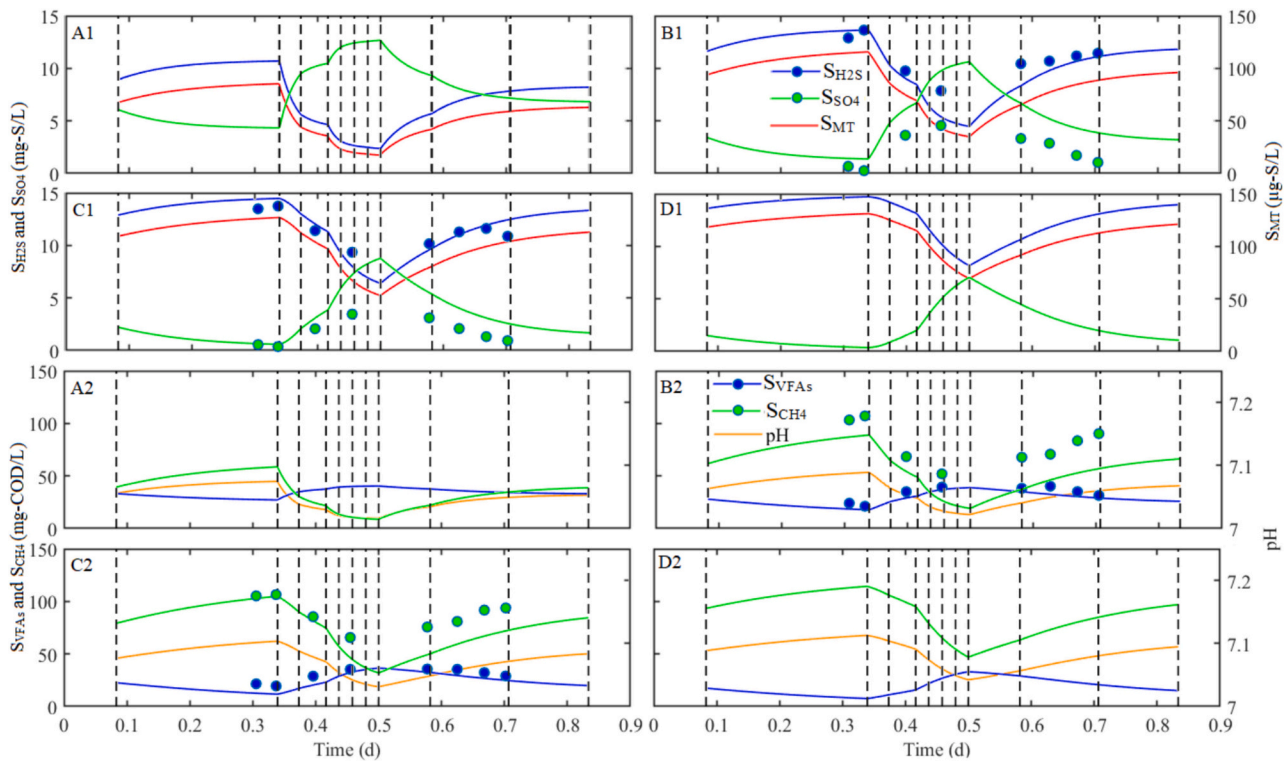 15
10
5
0
A1
B1
150
100
50
0
S_H2S
S_SO4
S_MT
S_H2S and S_SO4 (mg-S/L)
S_MT (µg-S/L)
15
10
5
0
C1
D1
150
100
50
0
150
100
50
0
A2
B2
S_VFAs
S_CH4
pH
7.2
7.1
7
S_VFAs and S_CH4 (mg-COD/L)
pH
150
100
50
0
C2
D2
7.2
7.1
7
0 0.1 0.2 0.3 0.4 0.5 0.6 0.7 0.8 0.9
0 0.1 0.2 0.3 0.4 0.5 0.6 0.7 0.8 0.9
Time (d)
Time (d)